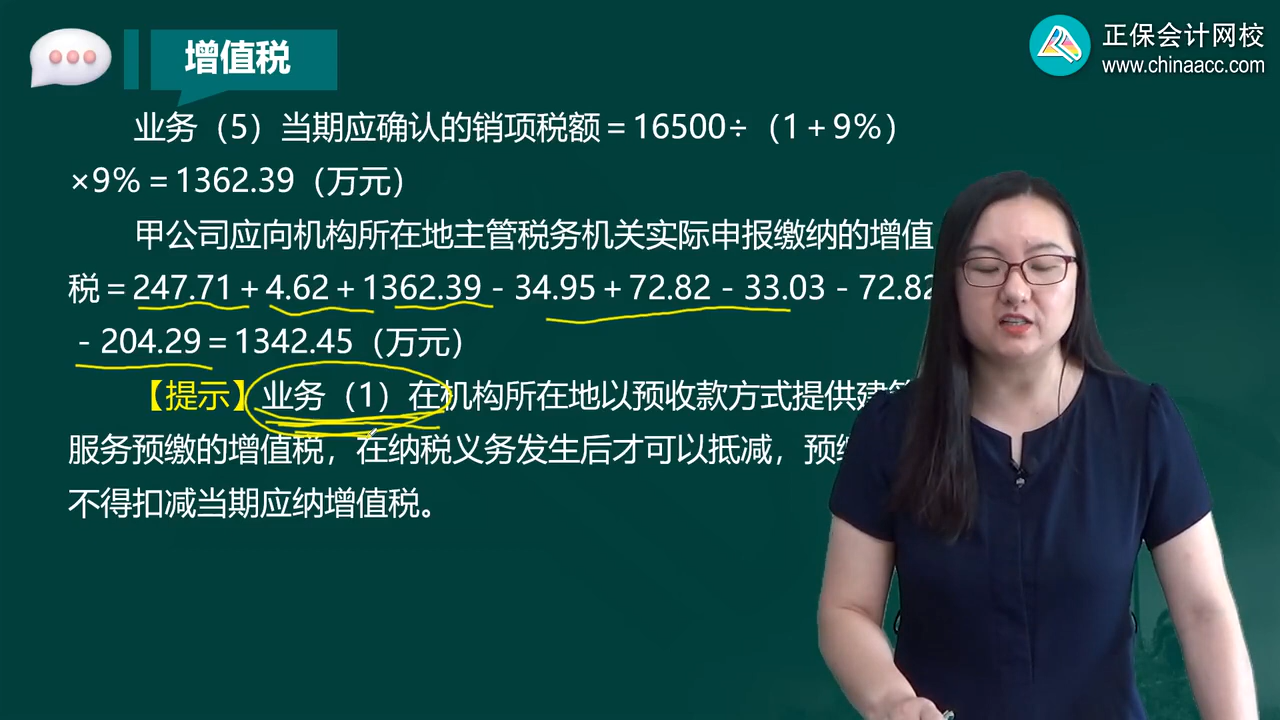 增值税
正保会计网校
www.chinaacc.com
业务（5）当期应确认的销项税额＝16500÷（1＋9%）
×9%＝1362.39（万元）
甲公司应向机构所在地主管税务机关实际申报缴纳的增值
税＝247.71＋4.62＋1362.39－34.95＋72.82－33.03－72.82
－204.29＝1342.45（万元）
【提示】业务（1）在机构所在地以预收款方式提供建筑
服务预缴的增值税，在纳税义务发生后才可以抵减，预缴
不得扣减当期应纳增值税。